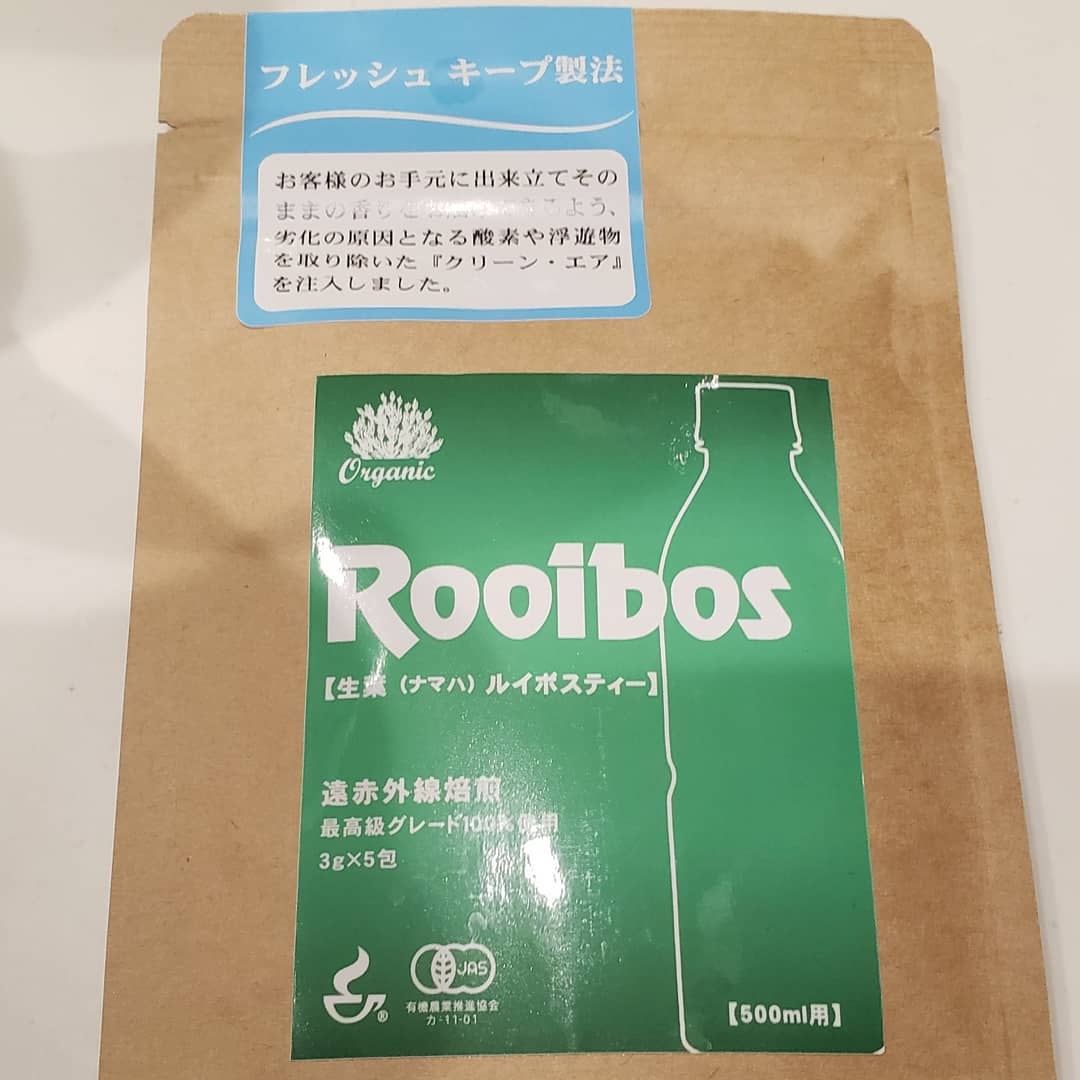 フレッシュ キープ製法
お客様のお手元に出来立てその
ままの香りを よう、
劣化の原因となる酸素や浮遊物
を取り除いた『クリーン・エア』
を注入しました。
Organic
Rooibos
【生葉（ナマハ）ルイボスティー】
遠赤外線焙煎
最高級グレード100%使用
3g×5包
®
JAS
有機農業推進協会
カ-11-01
【500ml用】